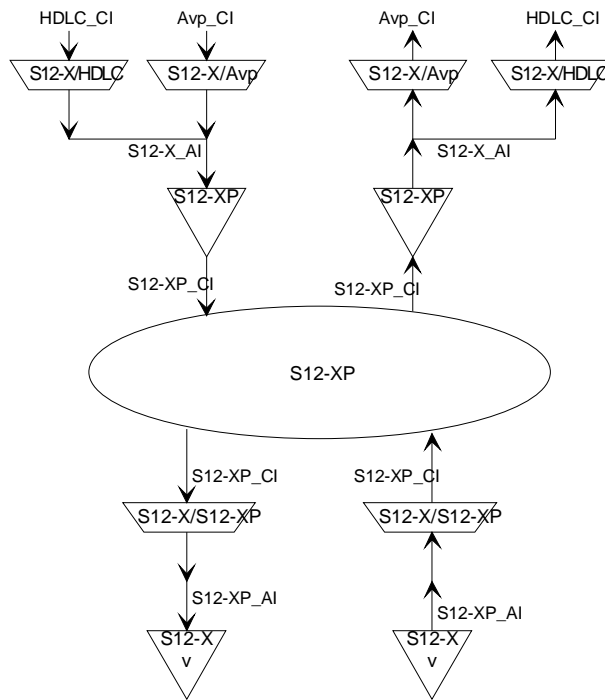 HDLC_CI
Avp_CI
Avp_CI
HDLC_CI
S12-X/HDLC
S12-X/Avp
S12-X/Avp
S12-X/HDLC
S12-X_AI
S12-X_AI
S12-XP
S12-XP
S12-XP_CI
S12-XP_CI
S12-XP
S12-XP_CI
S12-XP_CI
S12-X/S12-XP
S12-X/S12-XP
S12-XP_AI
S12-XP_AI
S12-X
v
S12-X
v